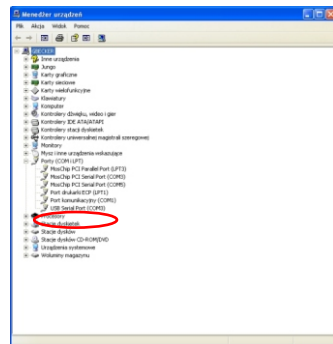 Menedżer urządzeń
Plik Akcja Widok Pomoc
Inne urządzenia
Jungo
Karty graficzne
Karty sieciowe
Karty wielofunkcyjne
Klawiatury
Komputer
Kontrolery dźwięku, wideo i gier
Kontrolery IDE ATA/ATAPI
Kontrolery stacji dyskietek
Kontrolery uniwersalnej magistrali szeregowej
Monitory
Mysz i inne urządzenia wskazujące
Porty (COM i LPT)
MosChip PCI Parallel Port (LPT3)
MosChip PCI Serial Port
MosChip PCI Serial Port
Port drukarki ECP (LPT1)
Port komunikacyjny (COM1)
USB Serial Port
Procesory
Stacje dyskietek
Stacje dysków
Stacje dysków CD-ROM/DVD
Urządzenia systemowe
Woluminy magazynu